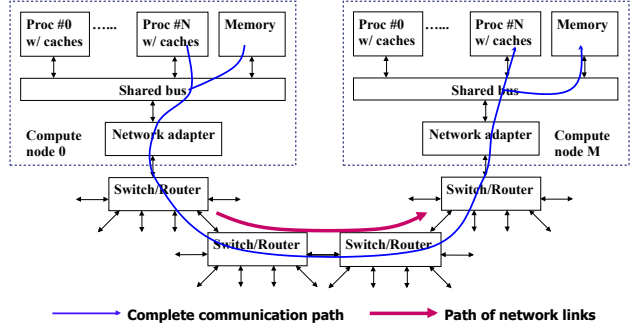 Proc #0
w/ caches
......
Proc #N
w/ caches
Memory
Shared bus
Network adapter
Compute
node 0
Proc #0
w/ caches
......
Proc #N
w/ caches
Memory
Shared bus
Network adapter
Compute
node M
Switch/Router
Switch/Router
Switch/Router
Switch/Router
Complete communication path
Path of network links